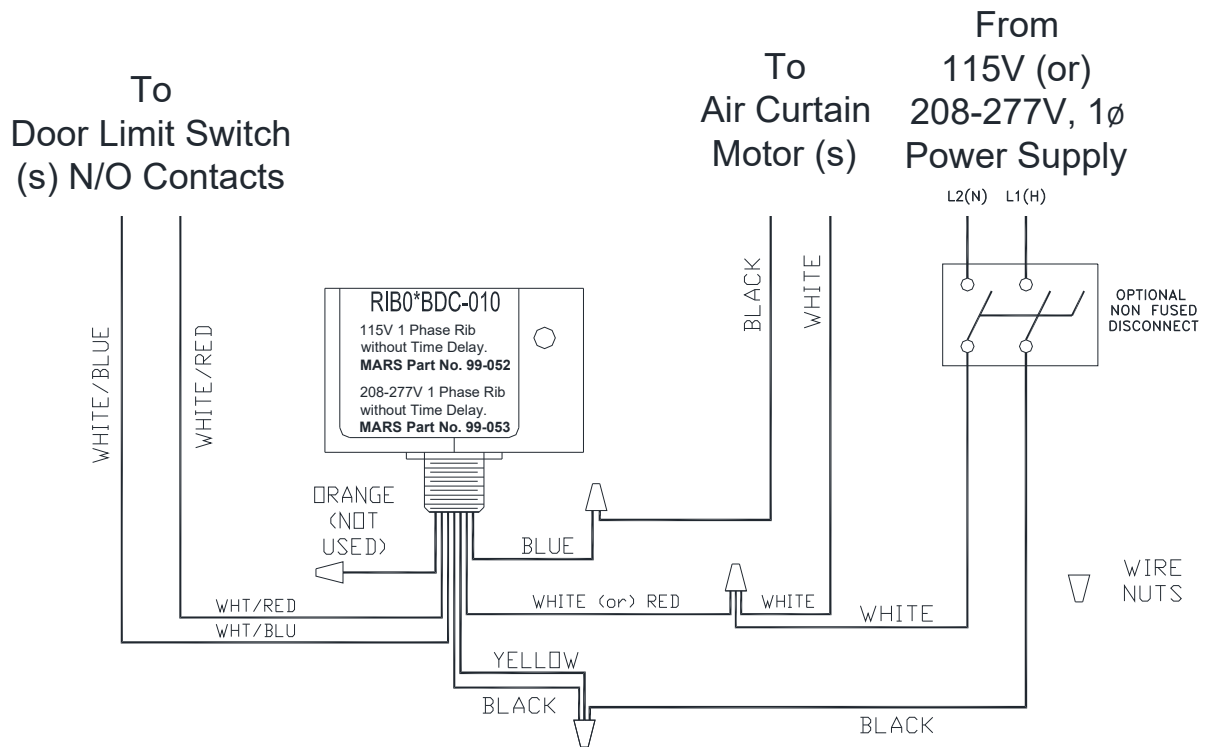 To
Door Limit Switch
(s) N/O Contacts
To
Air Curtain
Motor (s)
From
115V (or)
208-277V, 1ø
Power Supply
L2(N)
L1(H)
OPTIONAL
NON FUSED
DISCONNECT
WHITE/BLUE
WHITE/RED
RIB0*BDC-010
115V 1 Phase Rib
without Time Delay.
MARS Part No. 99-052
208-277V 1 Phase Rib
without Time Delay.
MARS Part No. 99-053
BLACK
WHITE
ORANGE
(NOT
USED)
BLUE
WHT/RED
WHT/BLU
WHITE (or) RED
WHITE
WHITE
YELLOW
BLACK
BLACK
WIRE
NUTS